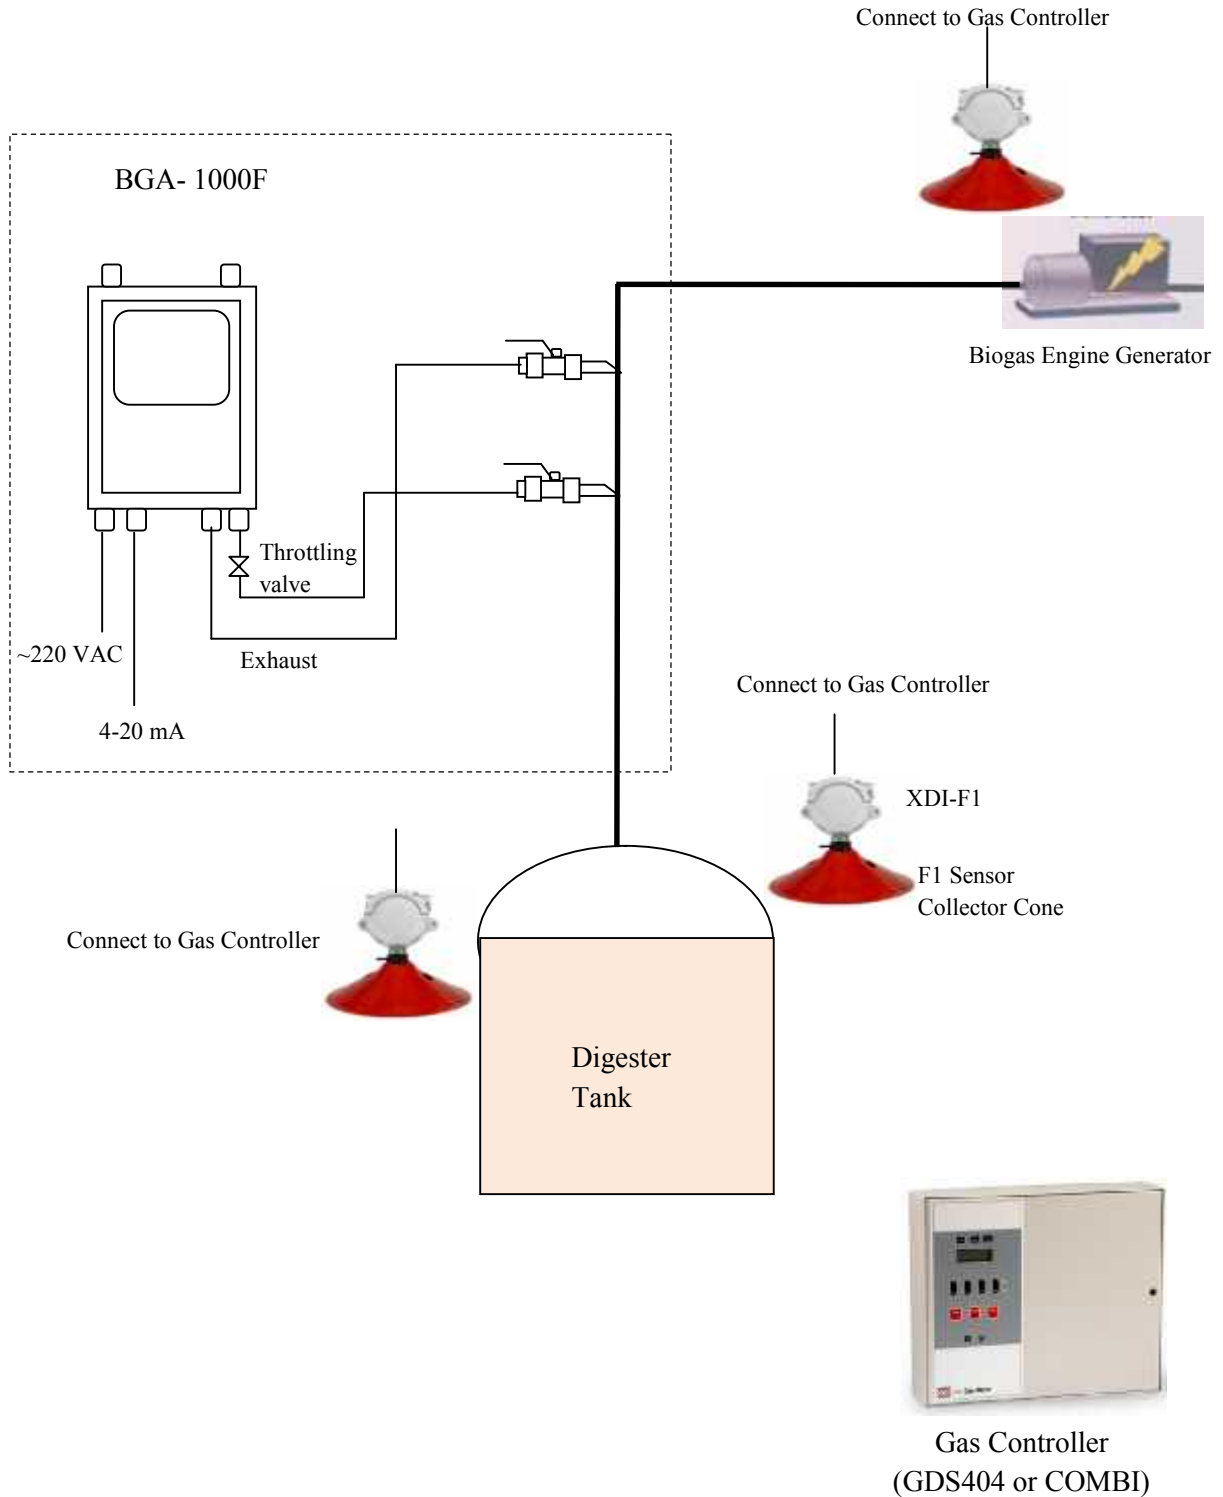 Connect to Gas Controller
BGA- 1000F
Biogas Engine Generator
Throttling
valve
~220 VAC
Exhaust
4-20 mA
Connect to Gas Controller
XDI-F1
F1 Sensor
Collector Cone
Connect to Gas Controller
Digester
Tank
Gas Controller
(GDS404 or COMBI)